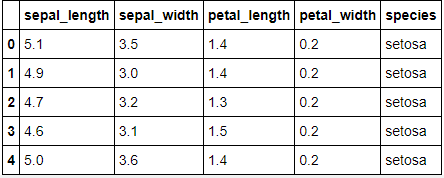 sepal_length sepal_width petal_length petal_width species
0 5.1 3.5 1.4 0.2 setosa
1 4.9 3.0 1.4 0.2 setosa
2 4.7 3.2 1.3 0.2 setosa
3 4.6 3.1 1.5 0.2 setosa
4 5.0 3.6 1.4 0.2 setosa